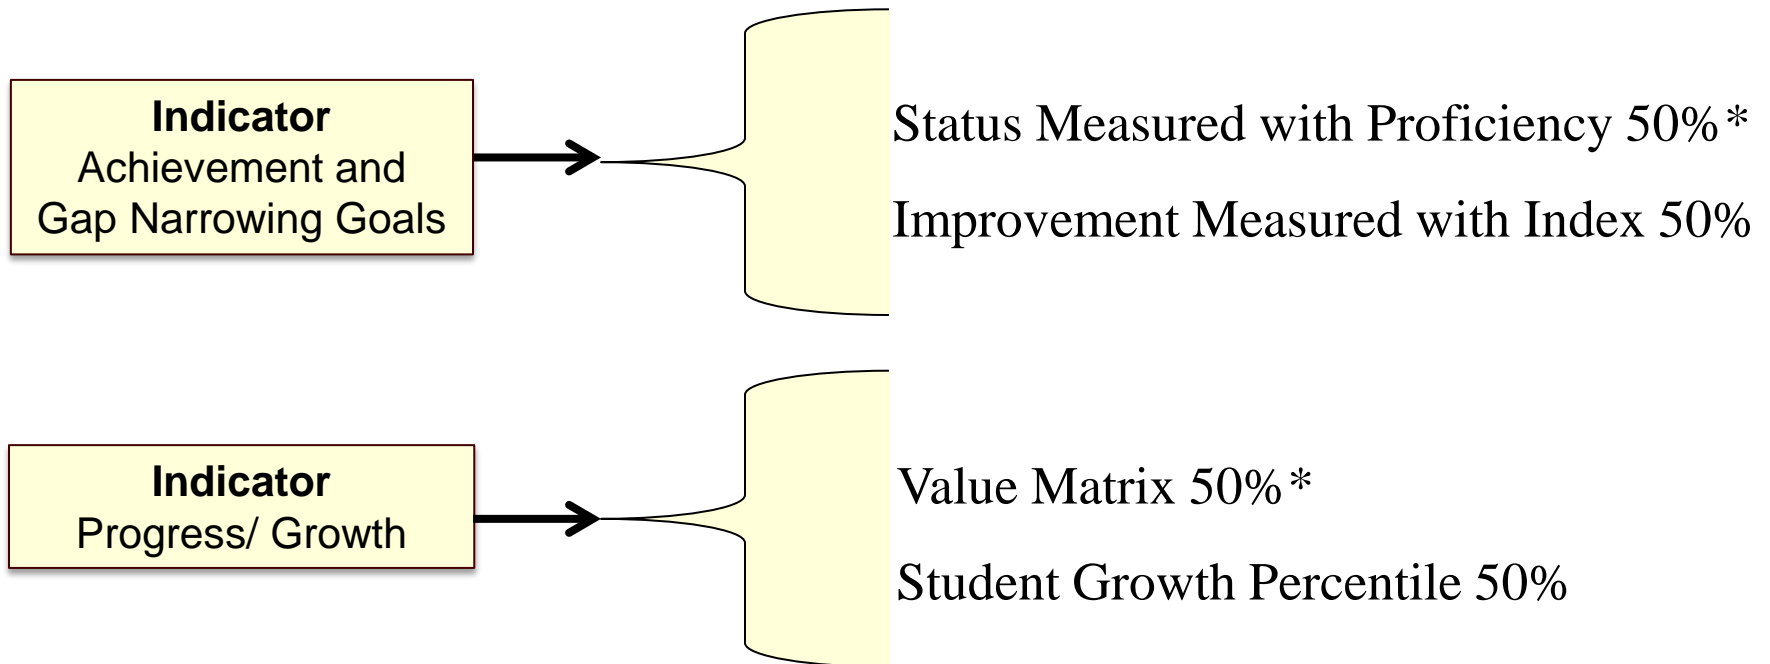 Indicator
Achievement and
Gap Narrowing Goals
Status Measured with Proficiency 50%*
Improvement Measured with Index 50%
Indicator
Progress/ Growth
Value Matrix 50%*
Student Growth Percentile 50%